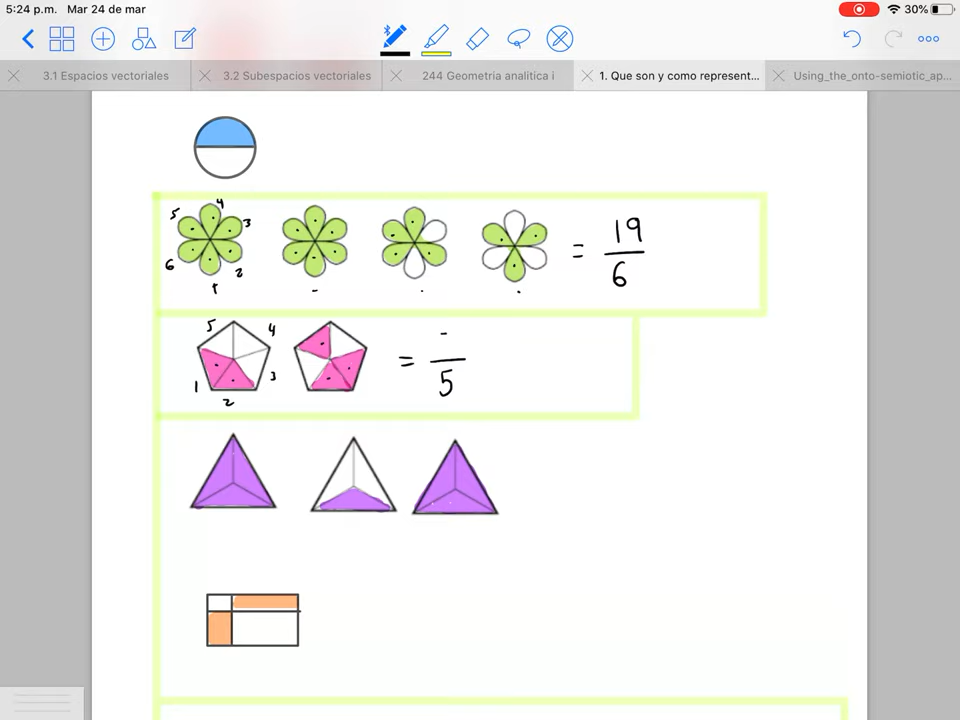 5:24 p.m. Mar 24 de mar
30%
3.1 Espacios vectoriales
3.2 Subespacios vectoriales
244 Geometria analitica i
1. Que son y como represent...
Using_the_onto-semiotic_ap...
5 4 3
6 2
1
= 19/6
5 4
1 3
2
= -/5